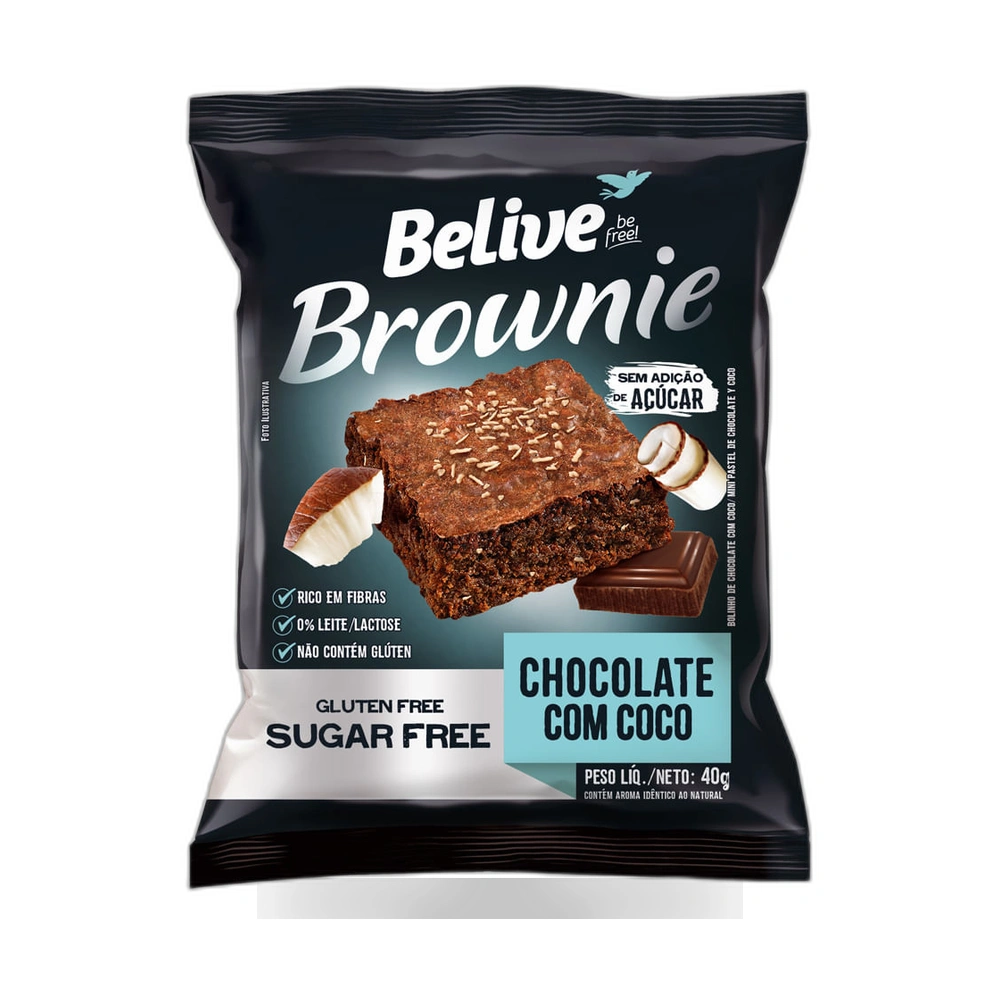 Belive
be
free!
Brownie
SEM ADIÇÃO
DE AÇÚCAR
FOTO ILUSTRATIVA
BOLINHO DE CHOCOLATE COM COCO/ MINI PASTEL DE CHOCOLATE Y COCO
RICO EM FIBRAS
0% LEITE/LACTOSE
NÃO CONTÉM GLÚTEN
GLUTEN FREE
SUGAR FREE
CHOCOLATE
COM COCO
PESO LÍQ./NETO: 40g
CONTÉM AROMA IDÊNTICO AO NATURAL